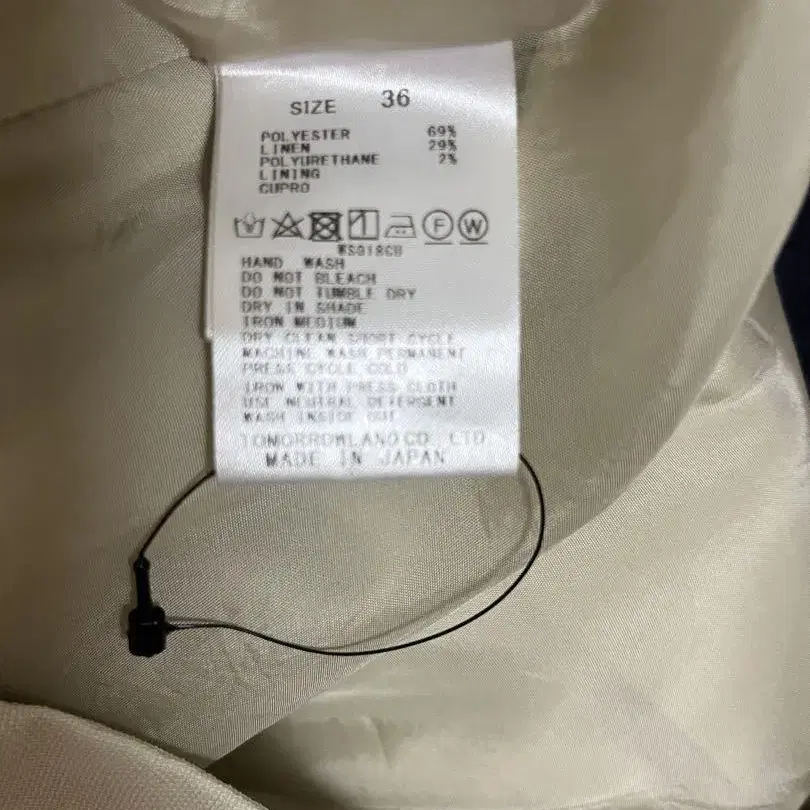 SIZE 36
POLYESTER 69%
LINEN 29%
POLYURETHANE 2%
LINING
CUPRO
F W
HAND WASH
DO NOT BLEACH
DO NOT TUMBLE DRY
DRY IN SHADE
IRON MEDIUM
DRY CLEAN SHORT CYCLE
MACHINE WASH PERMANENT
PRESS CYCLE COLD
IRON WITH PRESS CLOTH
USE NEUTRAL DETERGENT
WASH INSIDE OUT
TOMORROWLAND CO. LTD.
MADE IN JAPAN